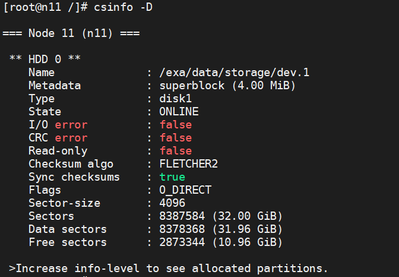 [root@n11 /]# csinfo -D
=== Node 11 (n11) ===
** HDD 0 **
Name : /exa/data/storage/dev.1
Metadata : superblock (4.00 MiB)
Type : disk1
State : ONLINE
I/O error : false
CRC error : false
Read-only : false
Checksum algo : FLETCHER2
Sync checksums : true
Flags : O_DIRECT
Sector-size : 4096
Sectors : 8387584 (32.00 GiB)
Data sectors : 8378368 (31.96 GiB)
Free sectors : 2873344 (10.96 GiB)
>Increase info-level to see allocated partitions.